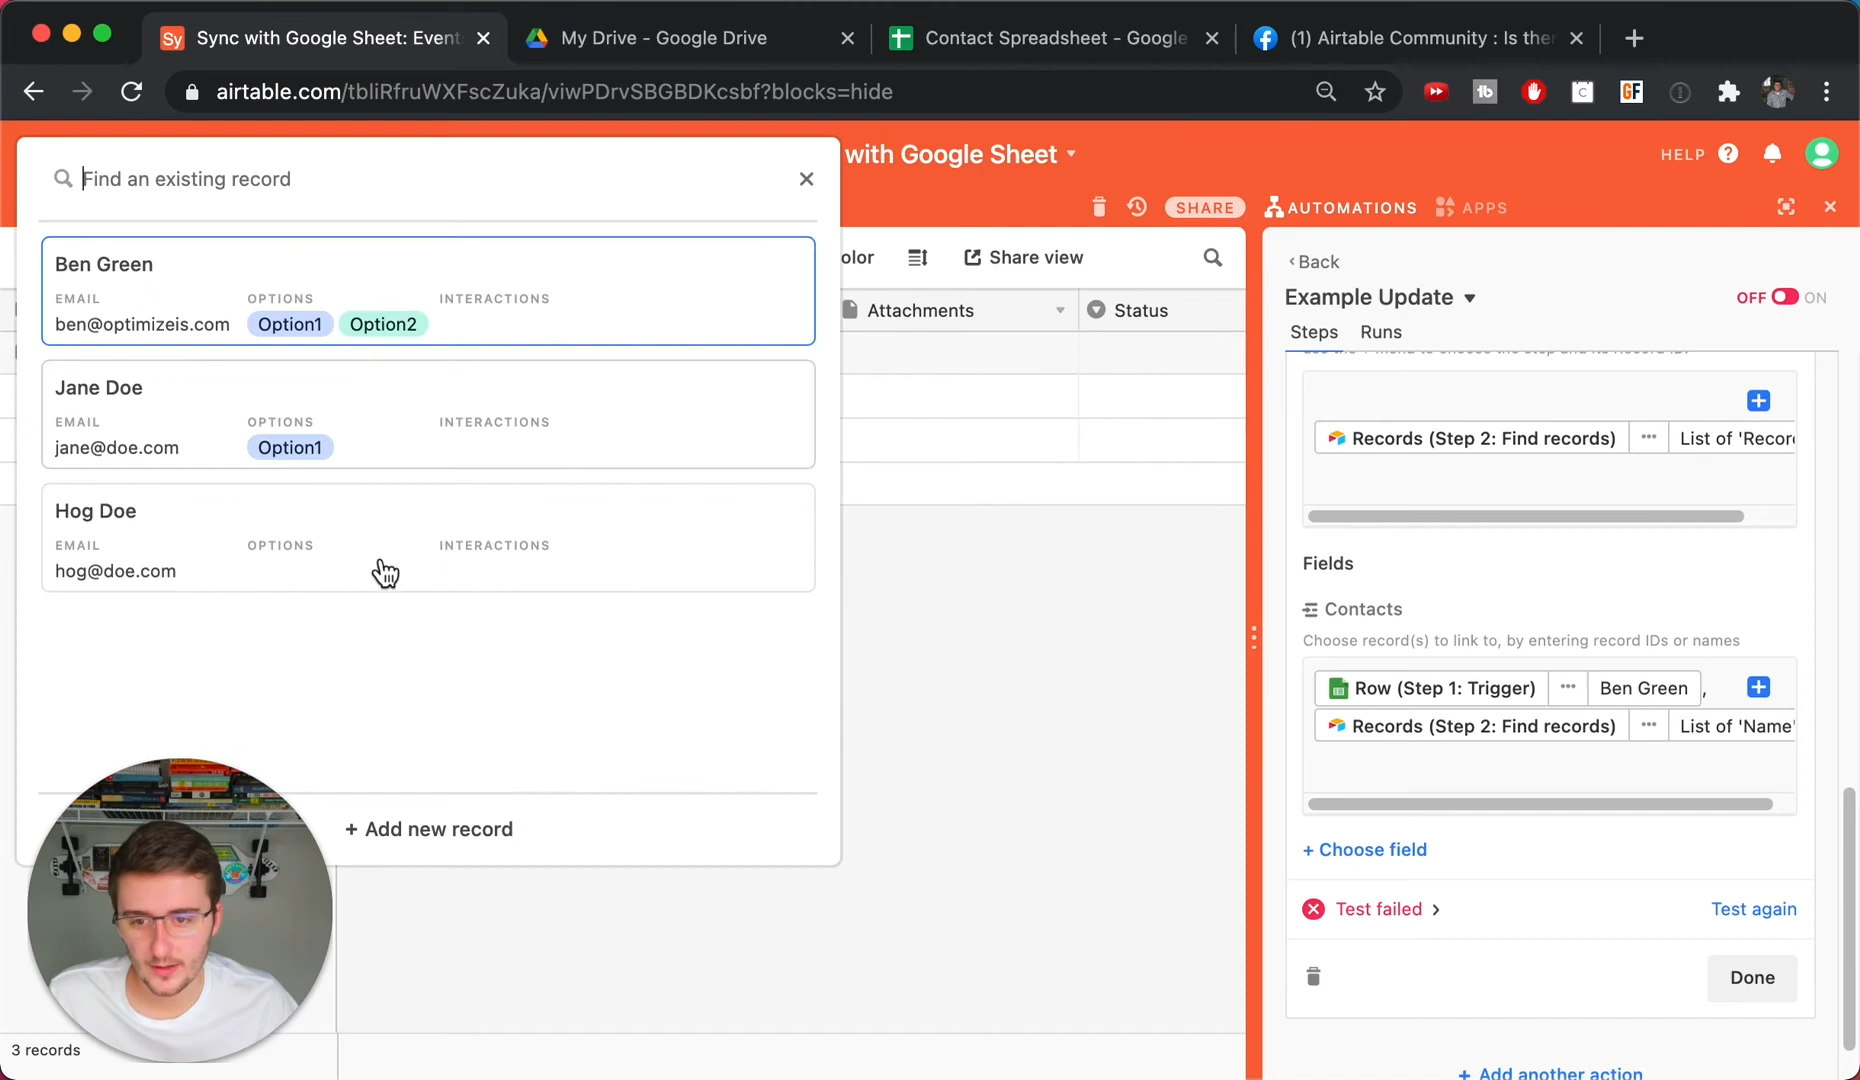 Sy Sync with Google Sheet: Event
My Drive - Google Drive
Contact Spreadsheet - Google
(1) Airtable Community : Is ther
airtable.com/tbliRfruWXFscZuka/viwPDrvSBGBDKcsbf?blocks=hide
tb
C
GF
Find an existing record
with Google Sheet
HELP
SHARE
AUTOMATIONS
APPS
Ben Green
EMAIL OPTIONS INTERACTIONS
ben@optimizeis.com Option1 Option2
Jane Doe
EMAIL OPTIONS INTERACTIONS
jane@doe.com Option1
Hog Doe
EMAIL OPTIONS INTERACTIONS
hog@doe.com
+ Add new record
3 records
olor
Share view
Attachments
Status
Back
Example Update
OFF ON
Steps Runs
Records (Step 2: Find records) ··· List of 'Recor
Fields
Contacts
Choose record(s) to link to, by entering record IDs or names
Row (Step 1: Trigger) ··· Ben Green ,
Records (Step 2: Find records) ··· List of 'Name'
+ Choose field
Test failed
Test again
Done
+ Add another action